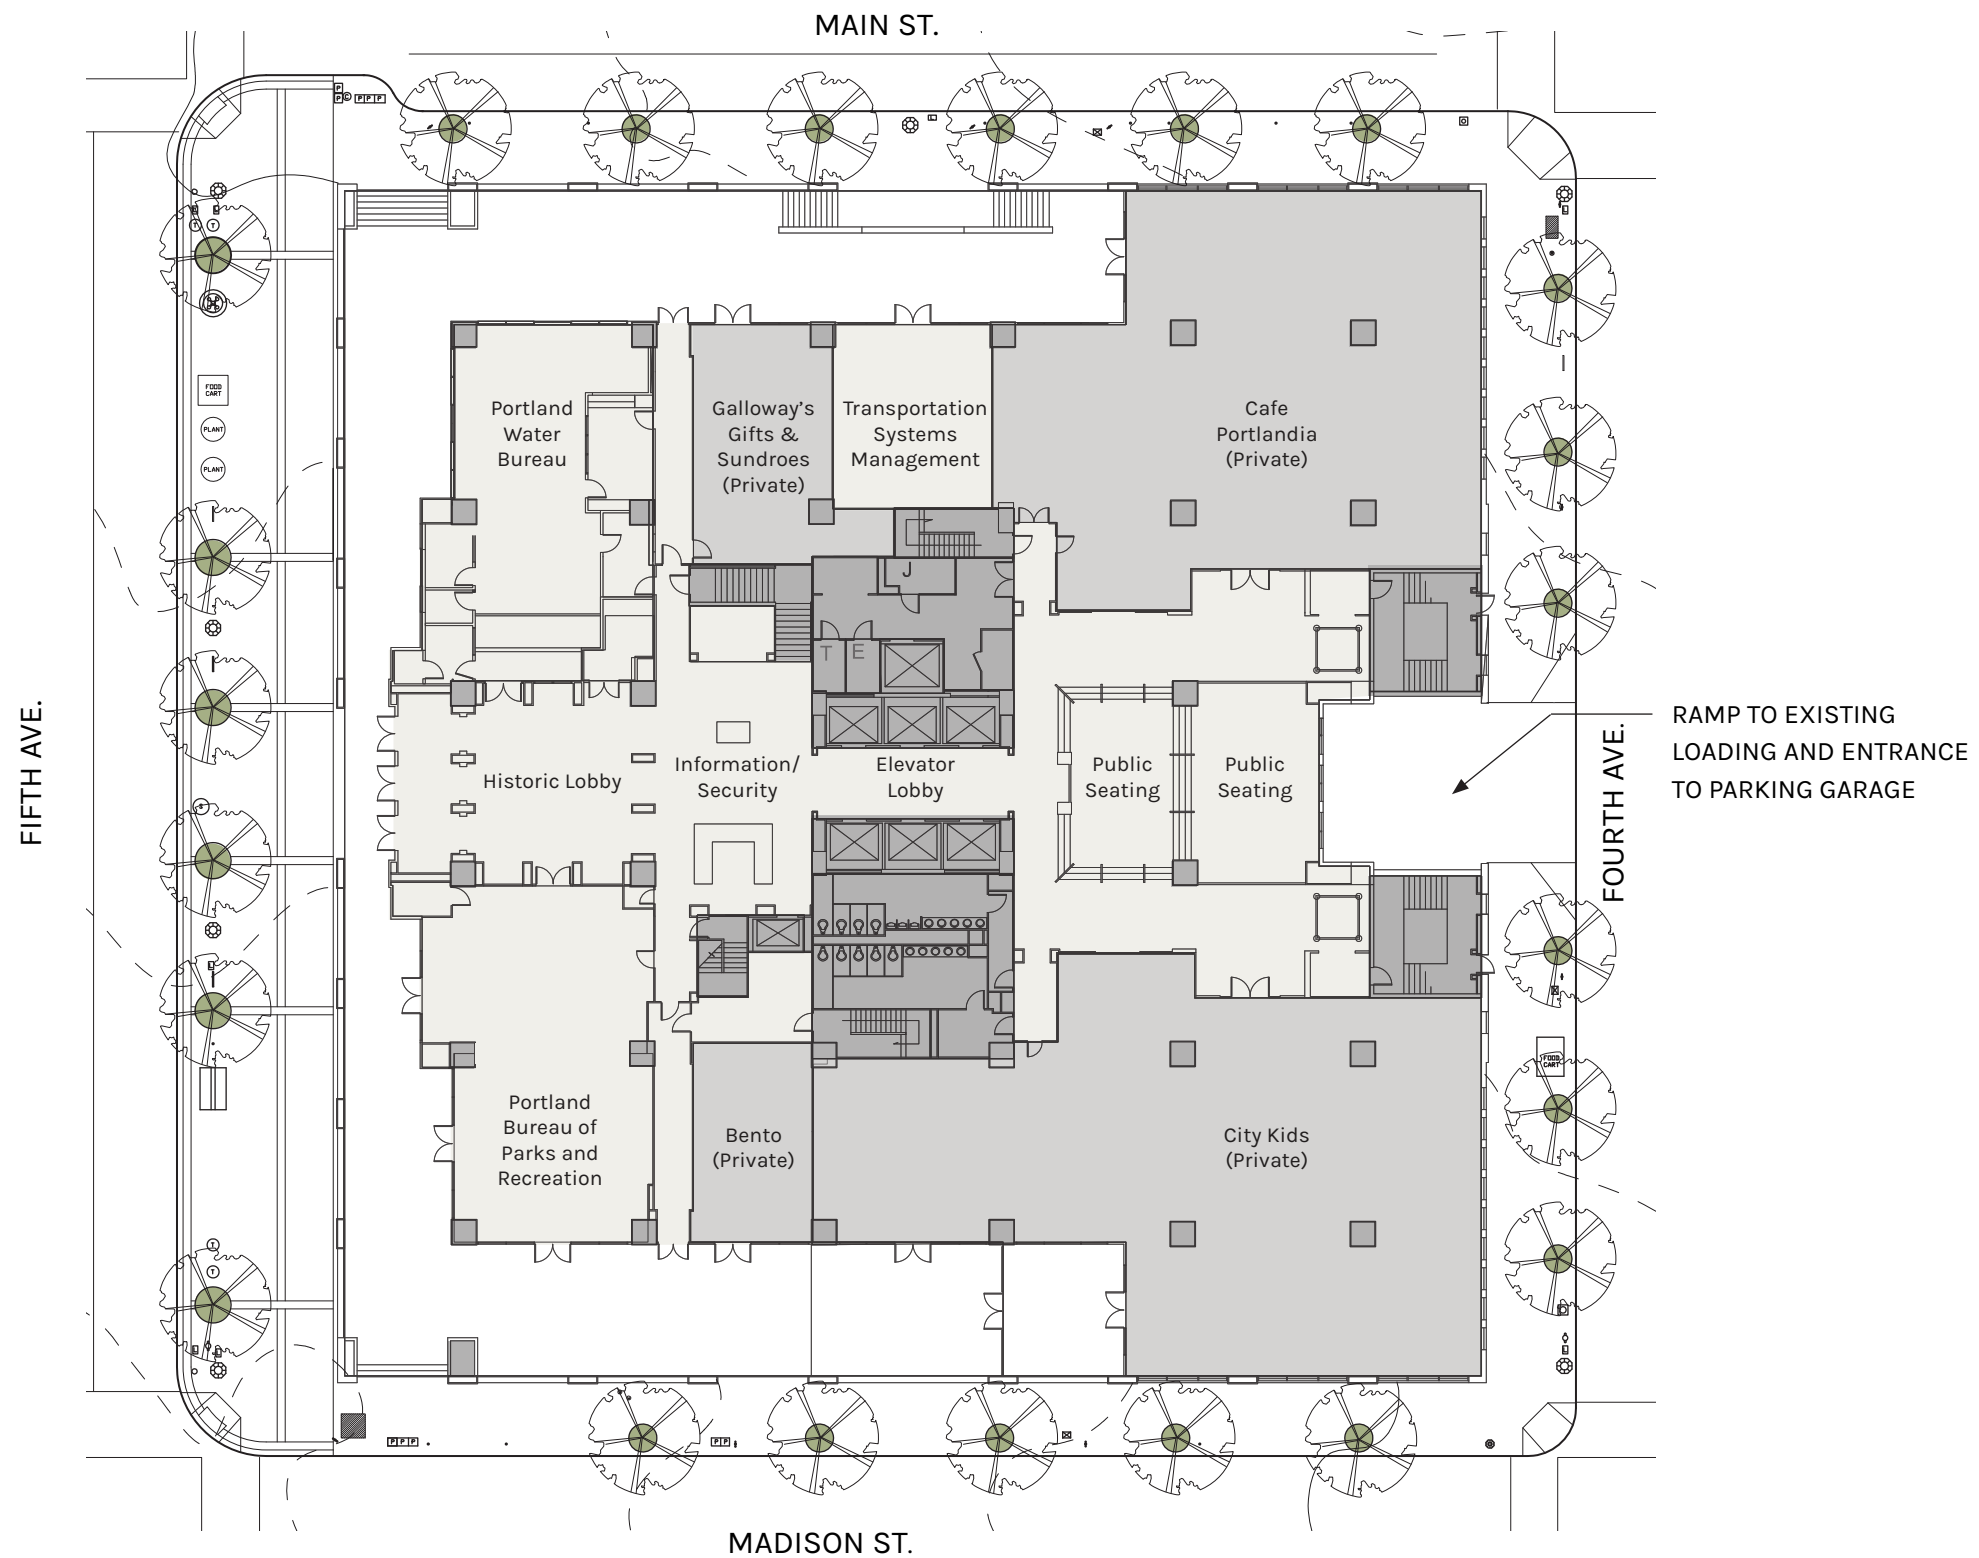 MAIN ST.
P
P C P P P
T T
FOOD
CART
PLANT
PLANT
Portland
Water
Bureau
Galloway's
Gifts &
Sundroes
(Private)
Transportation
Systems
Management
Cafe
Portlandia
(Private)
J
T E
FIFTH AVE.
Historic Lobby
Information/
Security
Elevator
Lobby
Public
Seating
Public
Seating
FOURTH AVE.
RAMP TO EXISTING
LOADING AND ENTRANCE
TO PARKING GARAGE
S
FOOD
CART
Portland
Bureau of
Parks and
Recreation
Bento
(Private)
City Kids
(Private)
T
T
P P P
P P
MADISON ST.